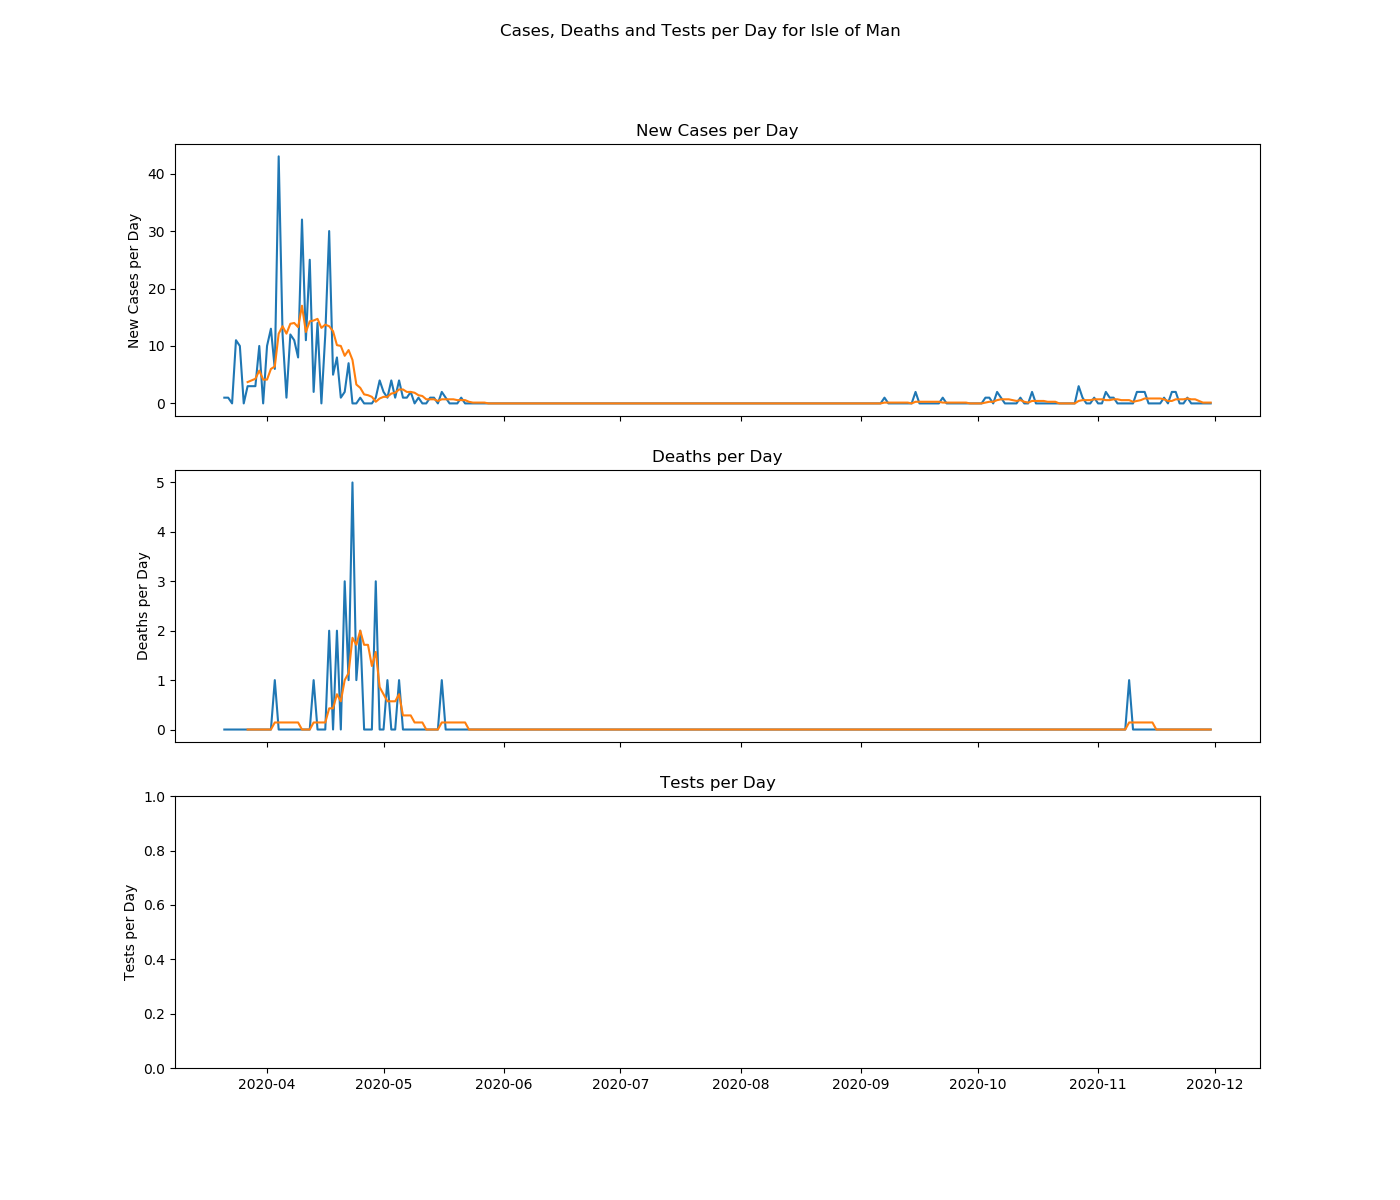 Cases, Deaths and Tests per Day for Isle of Man
New Cases per Day
New Cases per Day
40
30
20
10
0
Deaths per Day
Deaths per Day
5
4
3
2
1
0
Tests per Day
Tests per Day
1.0
0.8
0.6
0.4
0.2
0.0
2020-04 2020-05 2020-06 2020-07 2020-08 2020-09 2020-10 2020-11 2020-12